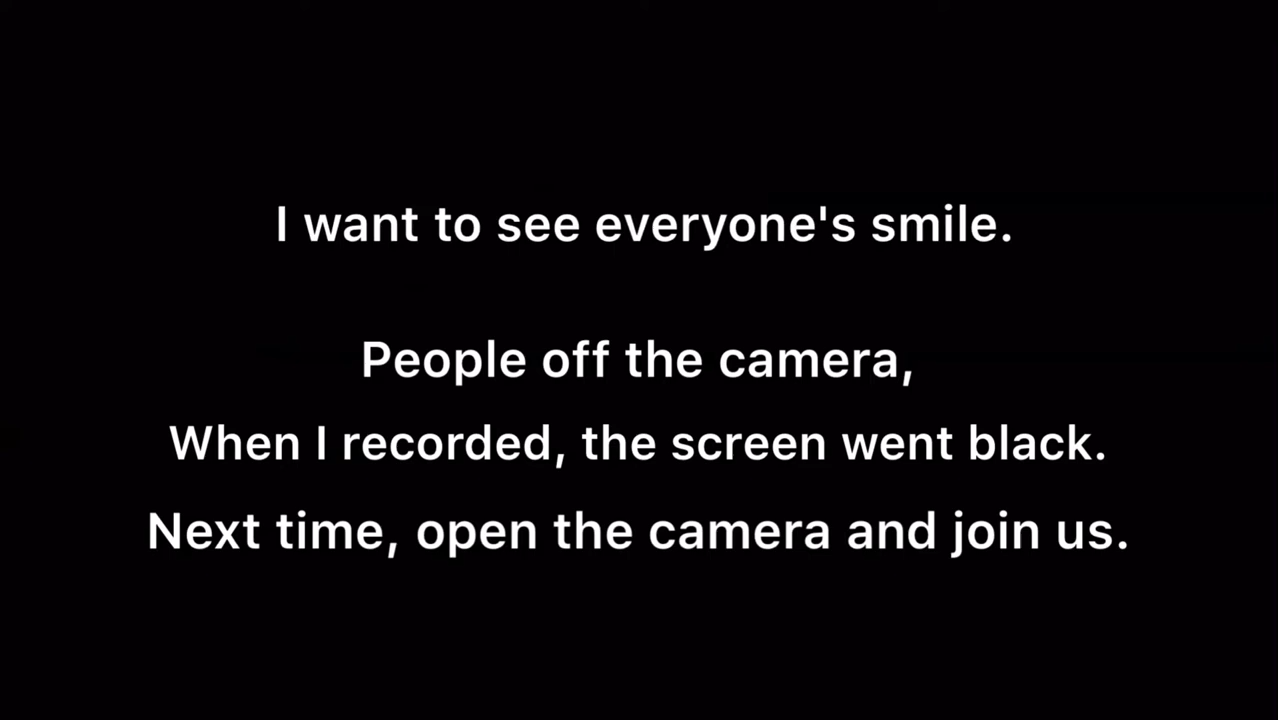 I want to see everyone's smile.
People off the camera,
When I recorded, the screen went black.
Next time, open the camera and join us.